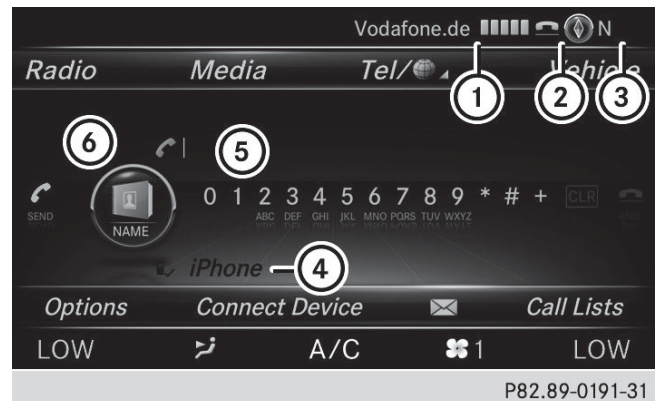 Vodafone.de N
Radio Media Tel/ Vehicle
1 2 3
6 5
0 1 2 3 4 5 6 7 8 9 * # + CLR
SEND ABC DEF GHI JKL MNO PQRS TUV WXYZ END
NAME
iPhone 4
Options Connect Device Call Lists
LOW A/C 1 LOW
P82.89-0191-31